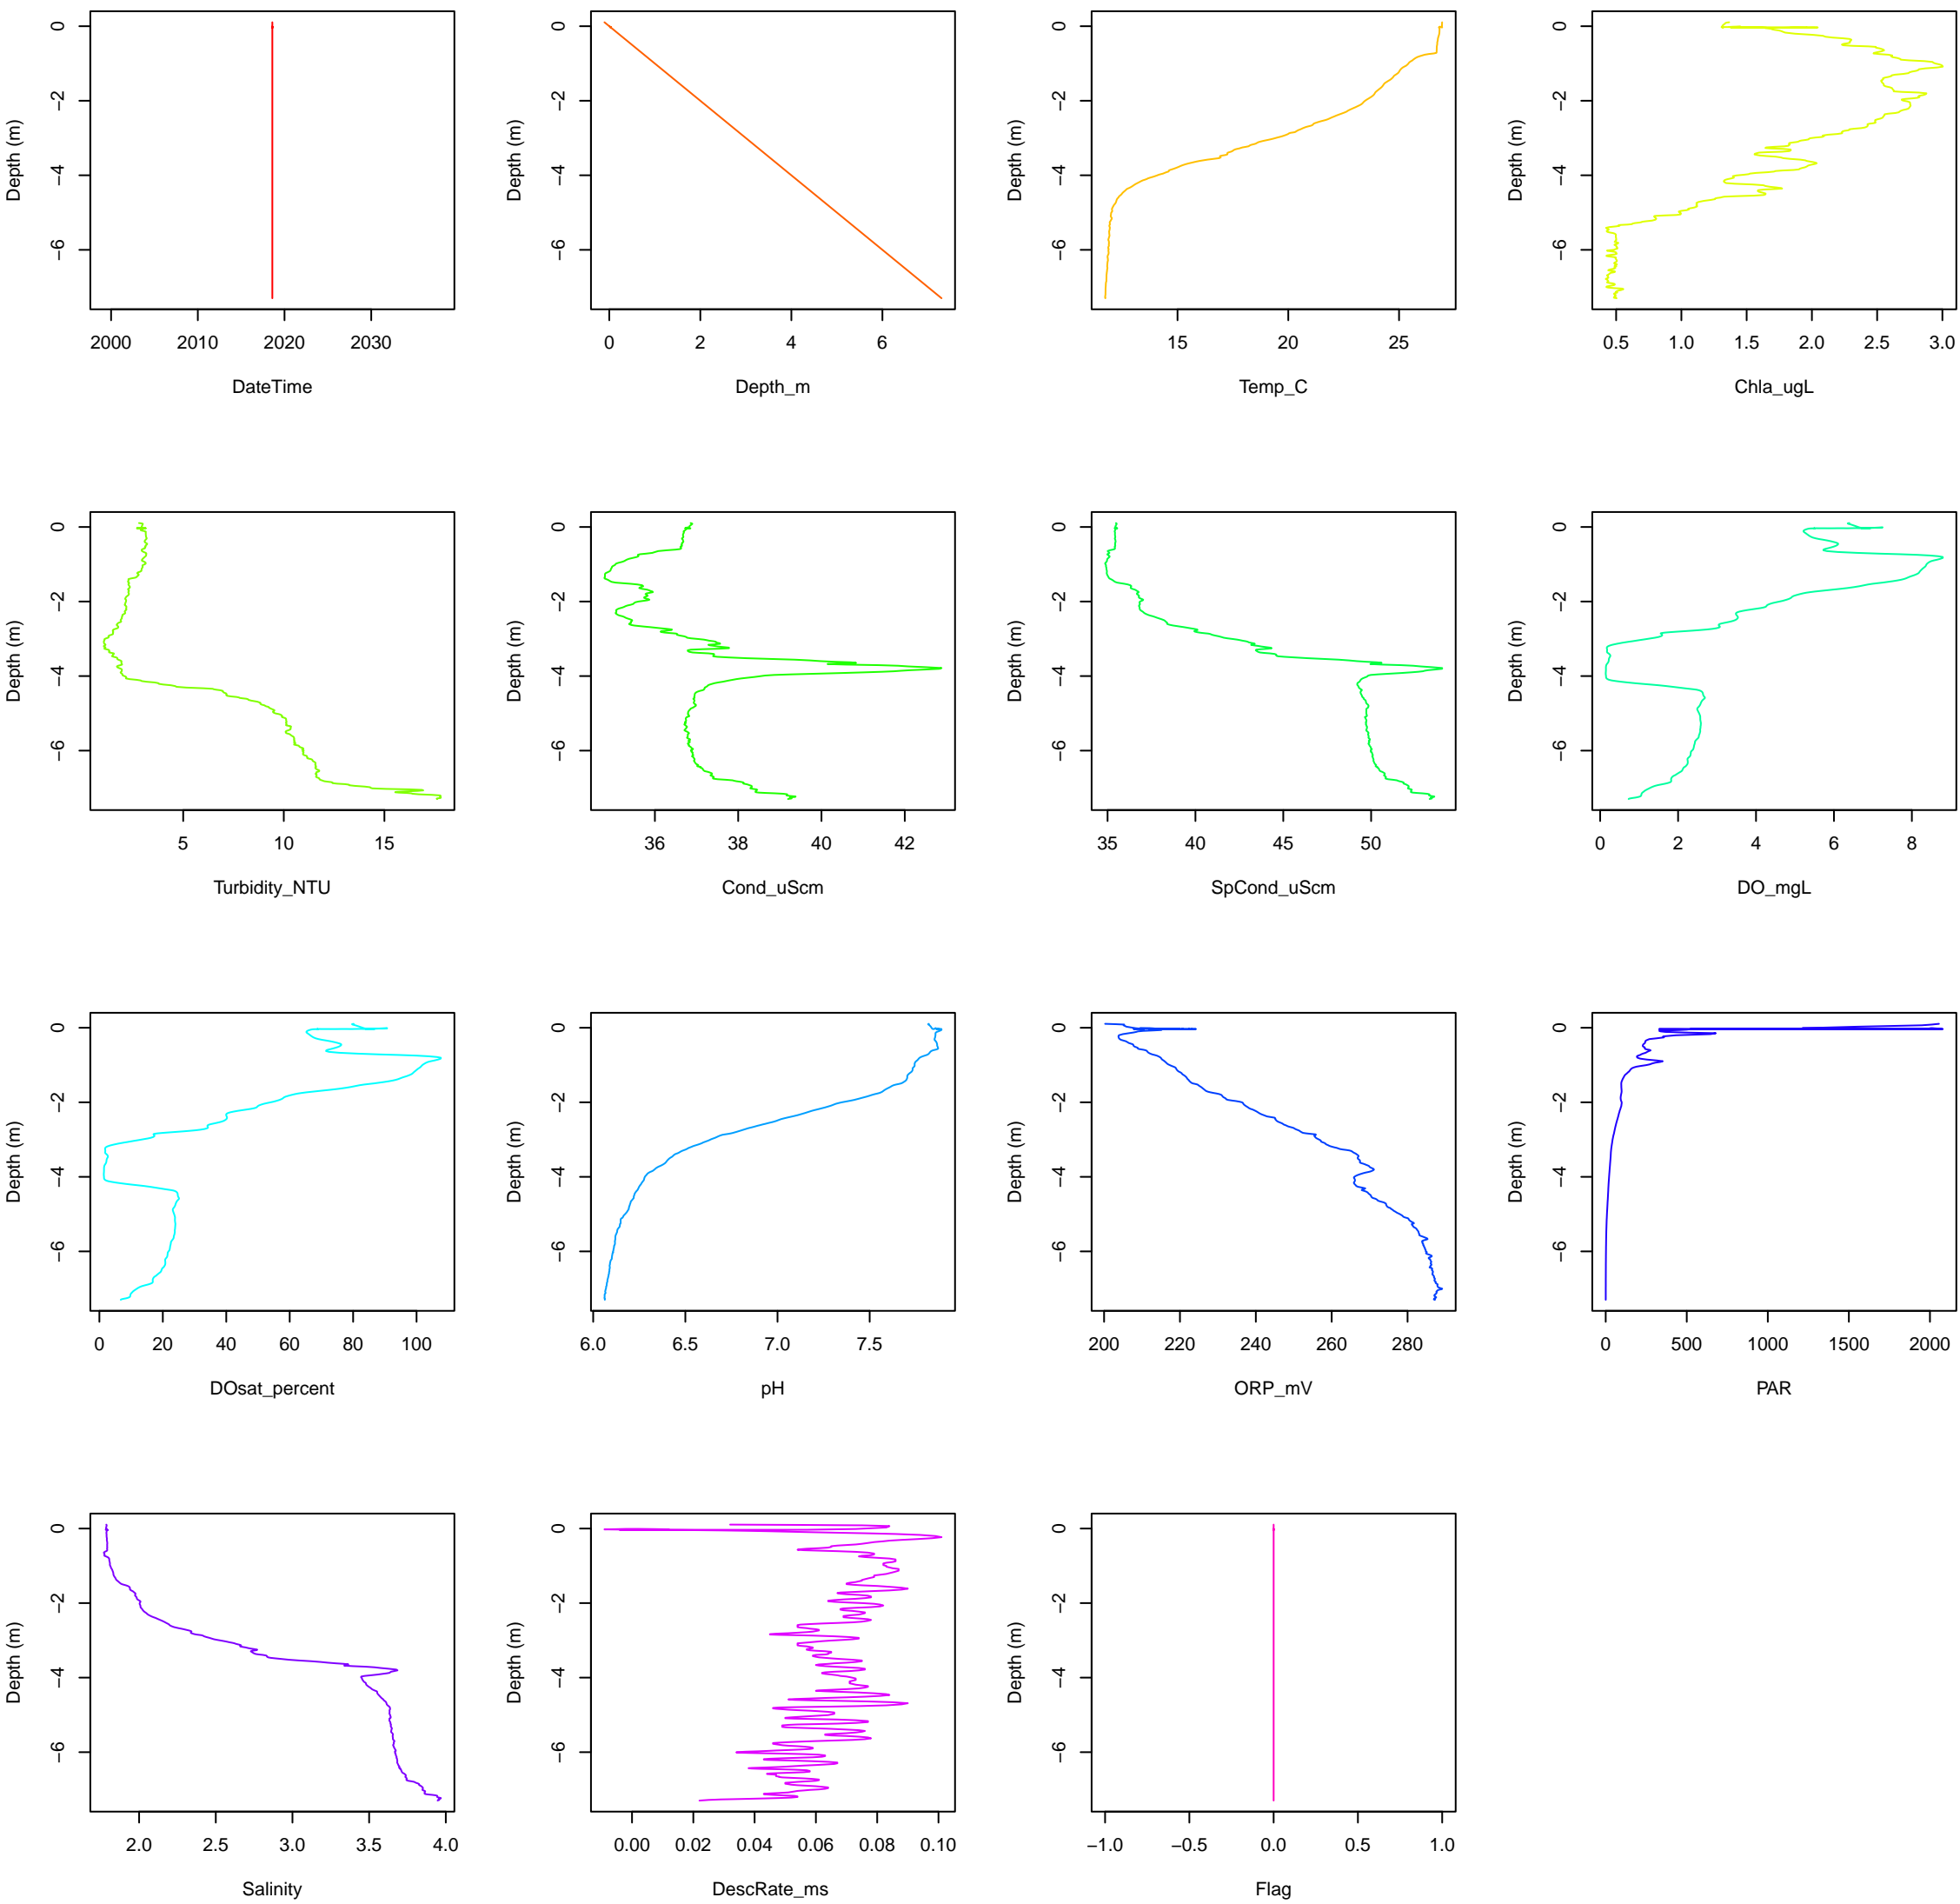 0
−2
−4
−6
Depth (m)
2000 2010 2020 2030
DateTime
0
−2
−4
−6
Depth (m)
0 2 4 6
Depth_m
0
−2
−4
−6
Depth (m)
15 20 25
Temp_C
0
−2
−4
−6
Depth (m)
0.5 1.0 1.5 2.0 2.5 3.0
Chla_ugL
0
−2
−4
−6
Depth (m)
5 10 15
Turbidity_NTU
0
−2
−4
−6
Depth (m)
36 38 40 42
Cond_uScm
0
−2
−4
−6
Depth (m)
35 40 45 50
SpCond_uScm
0
−2
−4
−6
Depth (m)
0 2 4 6 8
DO_mgL
0
−2
−4
−6
Depth (m)
0 20 40 60 80 100
DOsat_percent
0
−2
−4
−6
Depth (m)
6.0 6.5 7.0 7.5
pH
0
−2
−4
−6
Depth (m)
200 220 240 260 280
ORP_mV
0
−2
−4
−6
Depth (m)
0 500 1000 1500 2000
PAR
0
−2
−4
−6
Depth (m)
2.0 2.5 3.0 3.5 4.0
Salinity
0
−2
−4
−6
Depth (m)
0.00 0.02 0.04 0.06 0.08 0.10
DescRate_ms
0
−2
−4
−6
Depth (m)
−1.0 −0.5 0.0 0.5 1.0
Flag